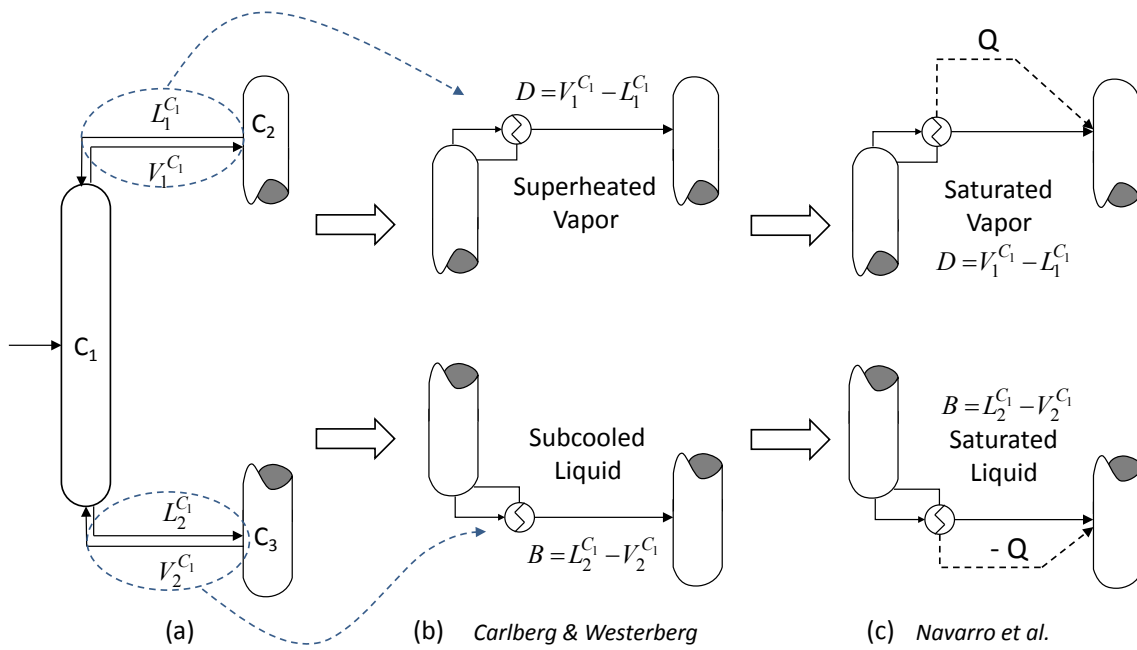 L_1^{C_1}
V_1^{C_1}
C_2
C_1
L_2^{C_1}
V_2^{C_1}
C_3
(a)
D = V_1^{C_1} − L_1^{C_1}
Superheated
Vapor
Subcooled
Liquid
B = L_2^{C_1} − V_2^{C_1}
(b) Carlberg & Westerberg
Q
Saturated
Vapor
D = V_1^{C_1} − L_1^{C_1}
B = L_2^{C_1} − V_2^{C_1}
Saturated
Liquid
- Q
(c) Navarro et al.